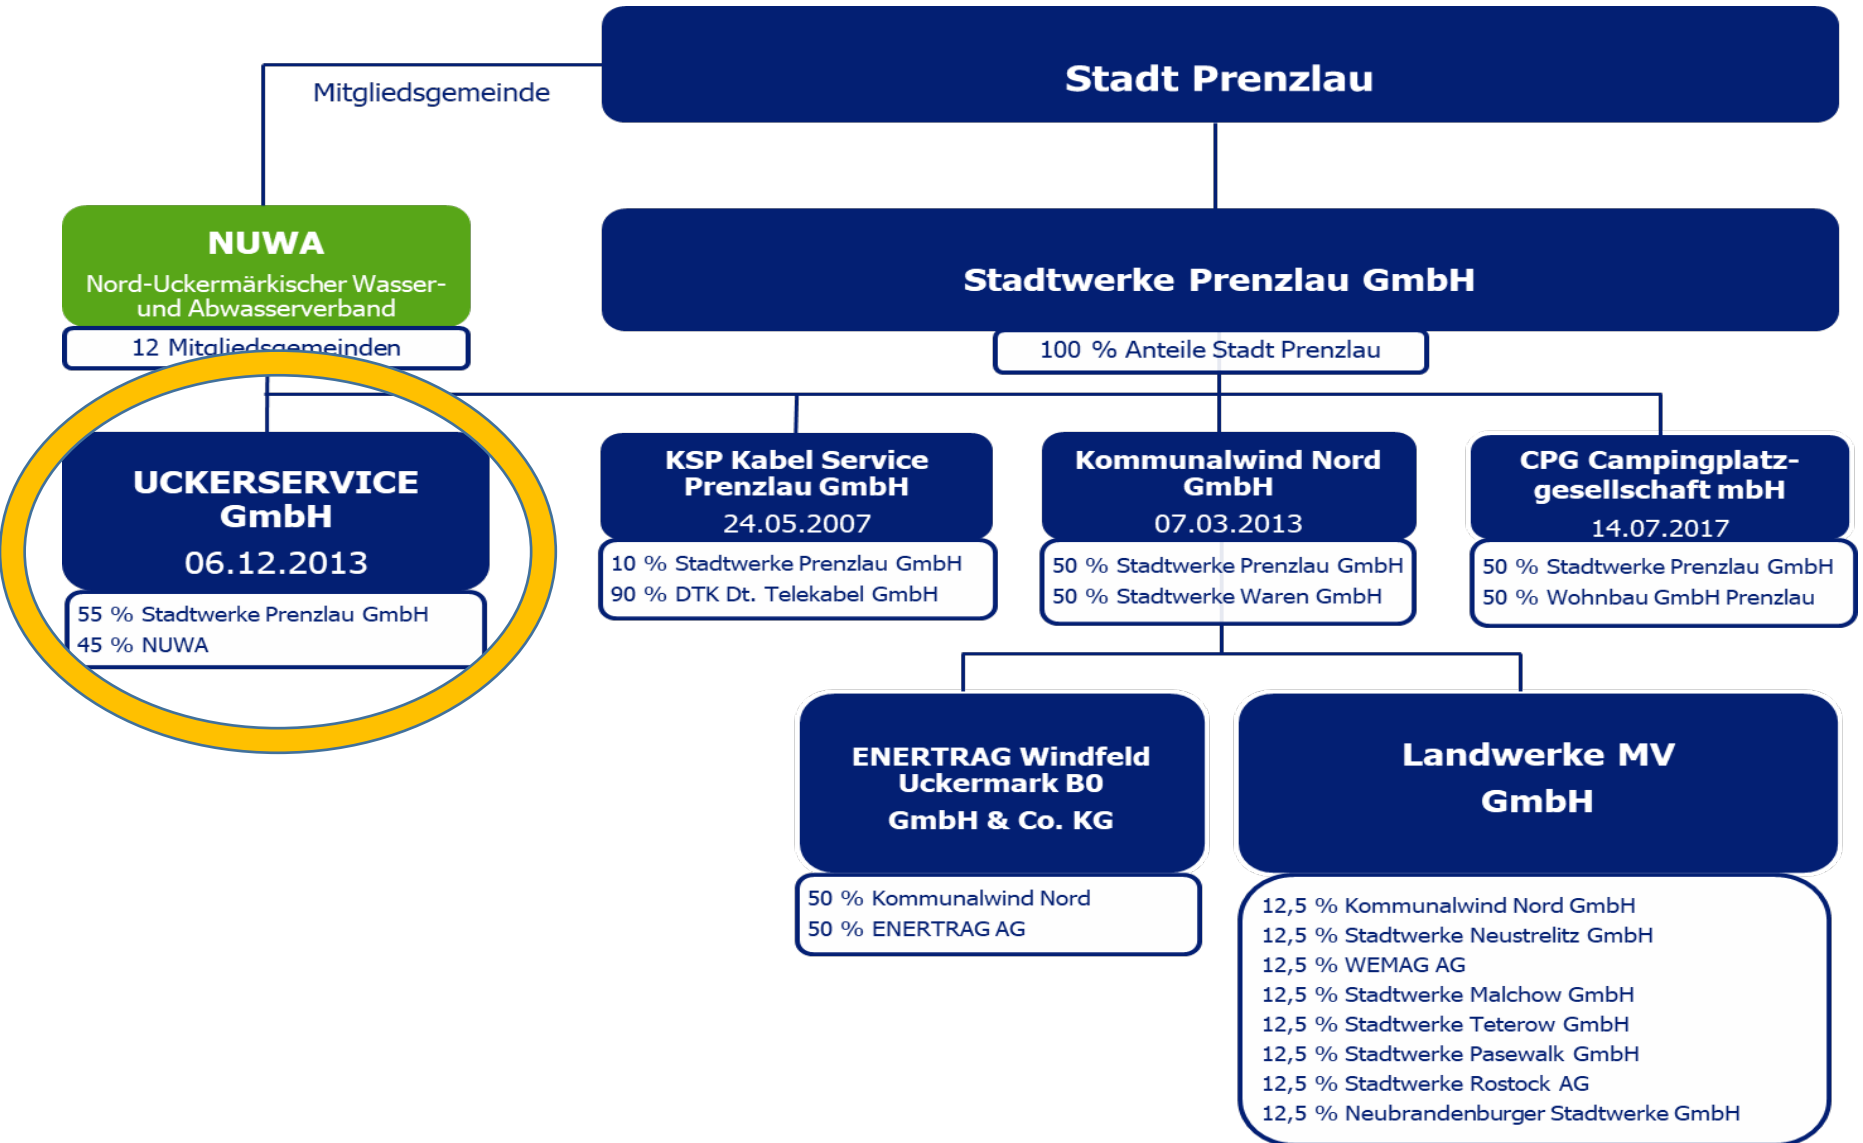 Stadt Prenzlau
Mitgliedsgemeinde
NUWA
Nord-Uckermärkischer Wasser-
und Abwasserverband
12 Mitgliedsgemeinden
Stadtwerke Prenzlau GmbH
100 % Anteile Stadt Prenzlau
UCKERSERVICE
GmbH
06.12.2013
55 % Stadtwerke Prenzlau GmbH
45 % NUWA
KSP Kabel Service
Prenzlau GmbH
24.05.2007
10 % Stadtwerke Prenzlau GmbH
90 % DTK Dt. Telekabel GmbH
Kommunalwind Nord
GmbH
07.03.2013
50 % Stadtwerke Prenzlau GmbH
50 % Stadtwerke Waren GmbH
CPG Campingplatz-
gesellschaft mbH
14.07.2017
50 % Stadtwerke Prenzlau GmbH
50 % Wohnbau GmbH Prenzlau
ENERTRAG Windfeld
Uckermark B0
GmbH & Co. KG
50 % Kommunalwind Nord
50 % ENERTRAG AG
Landwerke MV
GmbH
12,5 % Kommunalwind Nord GmbH
12,5 % Stadtwerke Neustrelitz GmbH
12,5 % WEMAG AG
12,5 % Stadtwerke Malchow GmbH
12,5 % Stadtwerke Teterow GmbH
12,5 % Stadtwerke Pasewalk GmbH
12,5 % Stadtwerke Rostock AG
12,5 % Neubrandenburger Stadtwerke GmbH